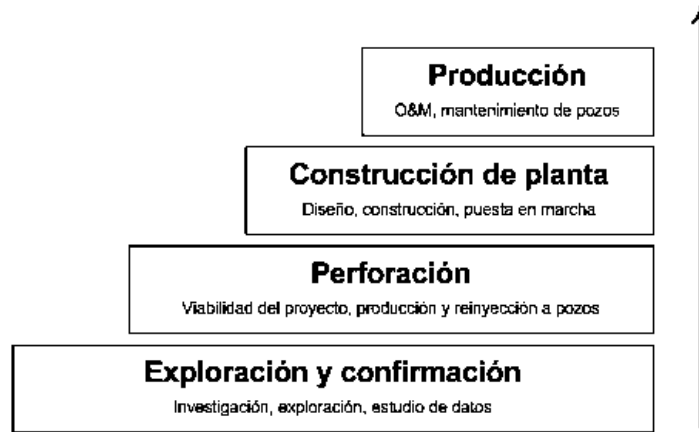 Producción
O&M, mantenimiento de pozos
Construcción de planta
Diseño, construcción, puesta en marcha
Perforación
Viabilidad del proyecto, producción y reinyección a pozos
Exploración y confirmación
Investigación, exploración, estudio de datos